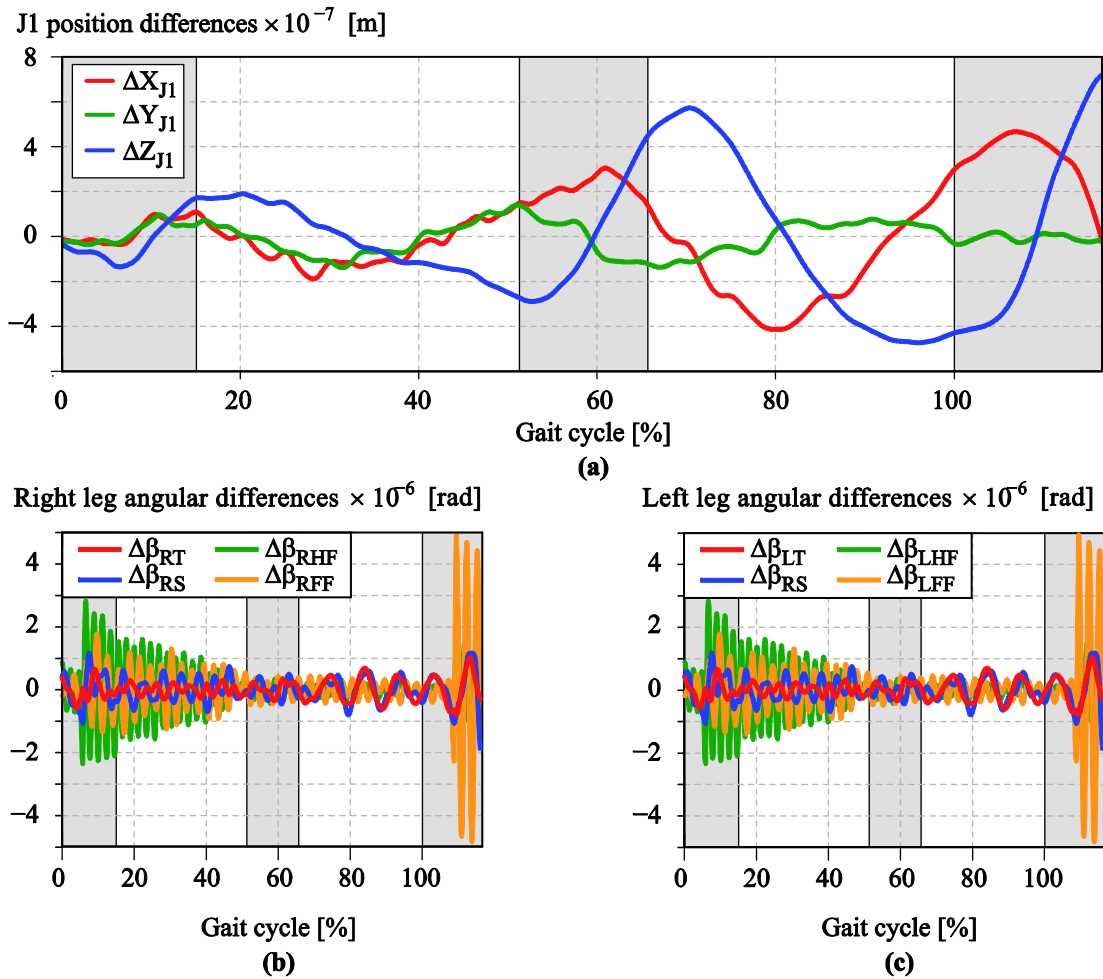 J1 position differences × 10⁻⁷ [m]
8
4
0
−4
ΔX_J1
ΔY_J1
ΔZ_J1
0 20 40 60 80 100
Gait cycle [%]
(a)
Right leg angular differences × 10⁻⁶ [rad]
4
2
0
−2
−4
Δβ_RT Δβ_RHF
Δβ_RS Δβ_RFF
0 20 40 60 80 100
Gait cycle [%]
(b)
Left leg angular differences × 10⁻⁶ [rad]
4
2
0
−2
−4
Δβ_LT Δβ_LHF
Δβ_RS Δβ_LFF
0 20 40 60 80 100
Gait cycle [%]
(c)